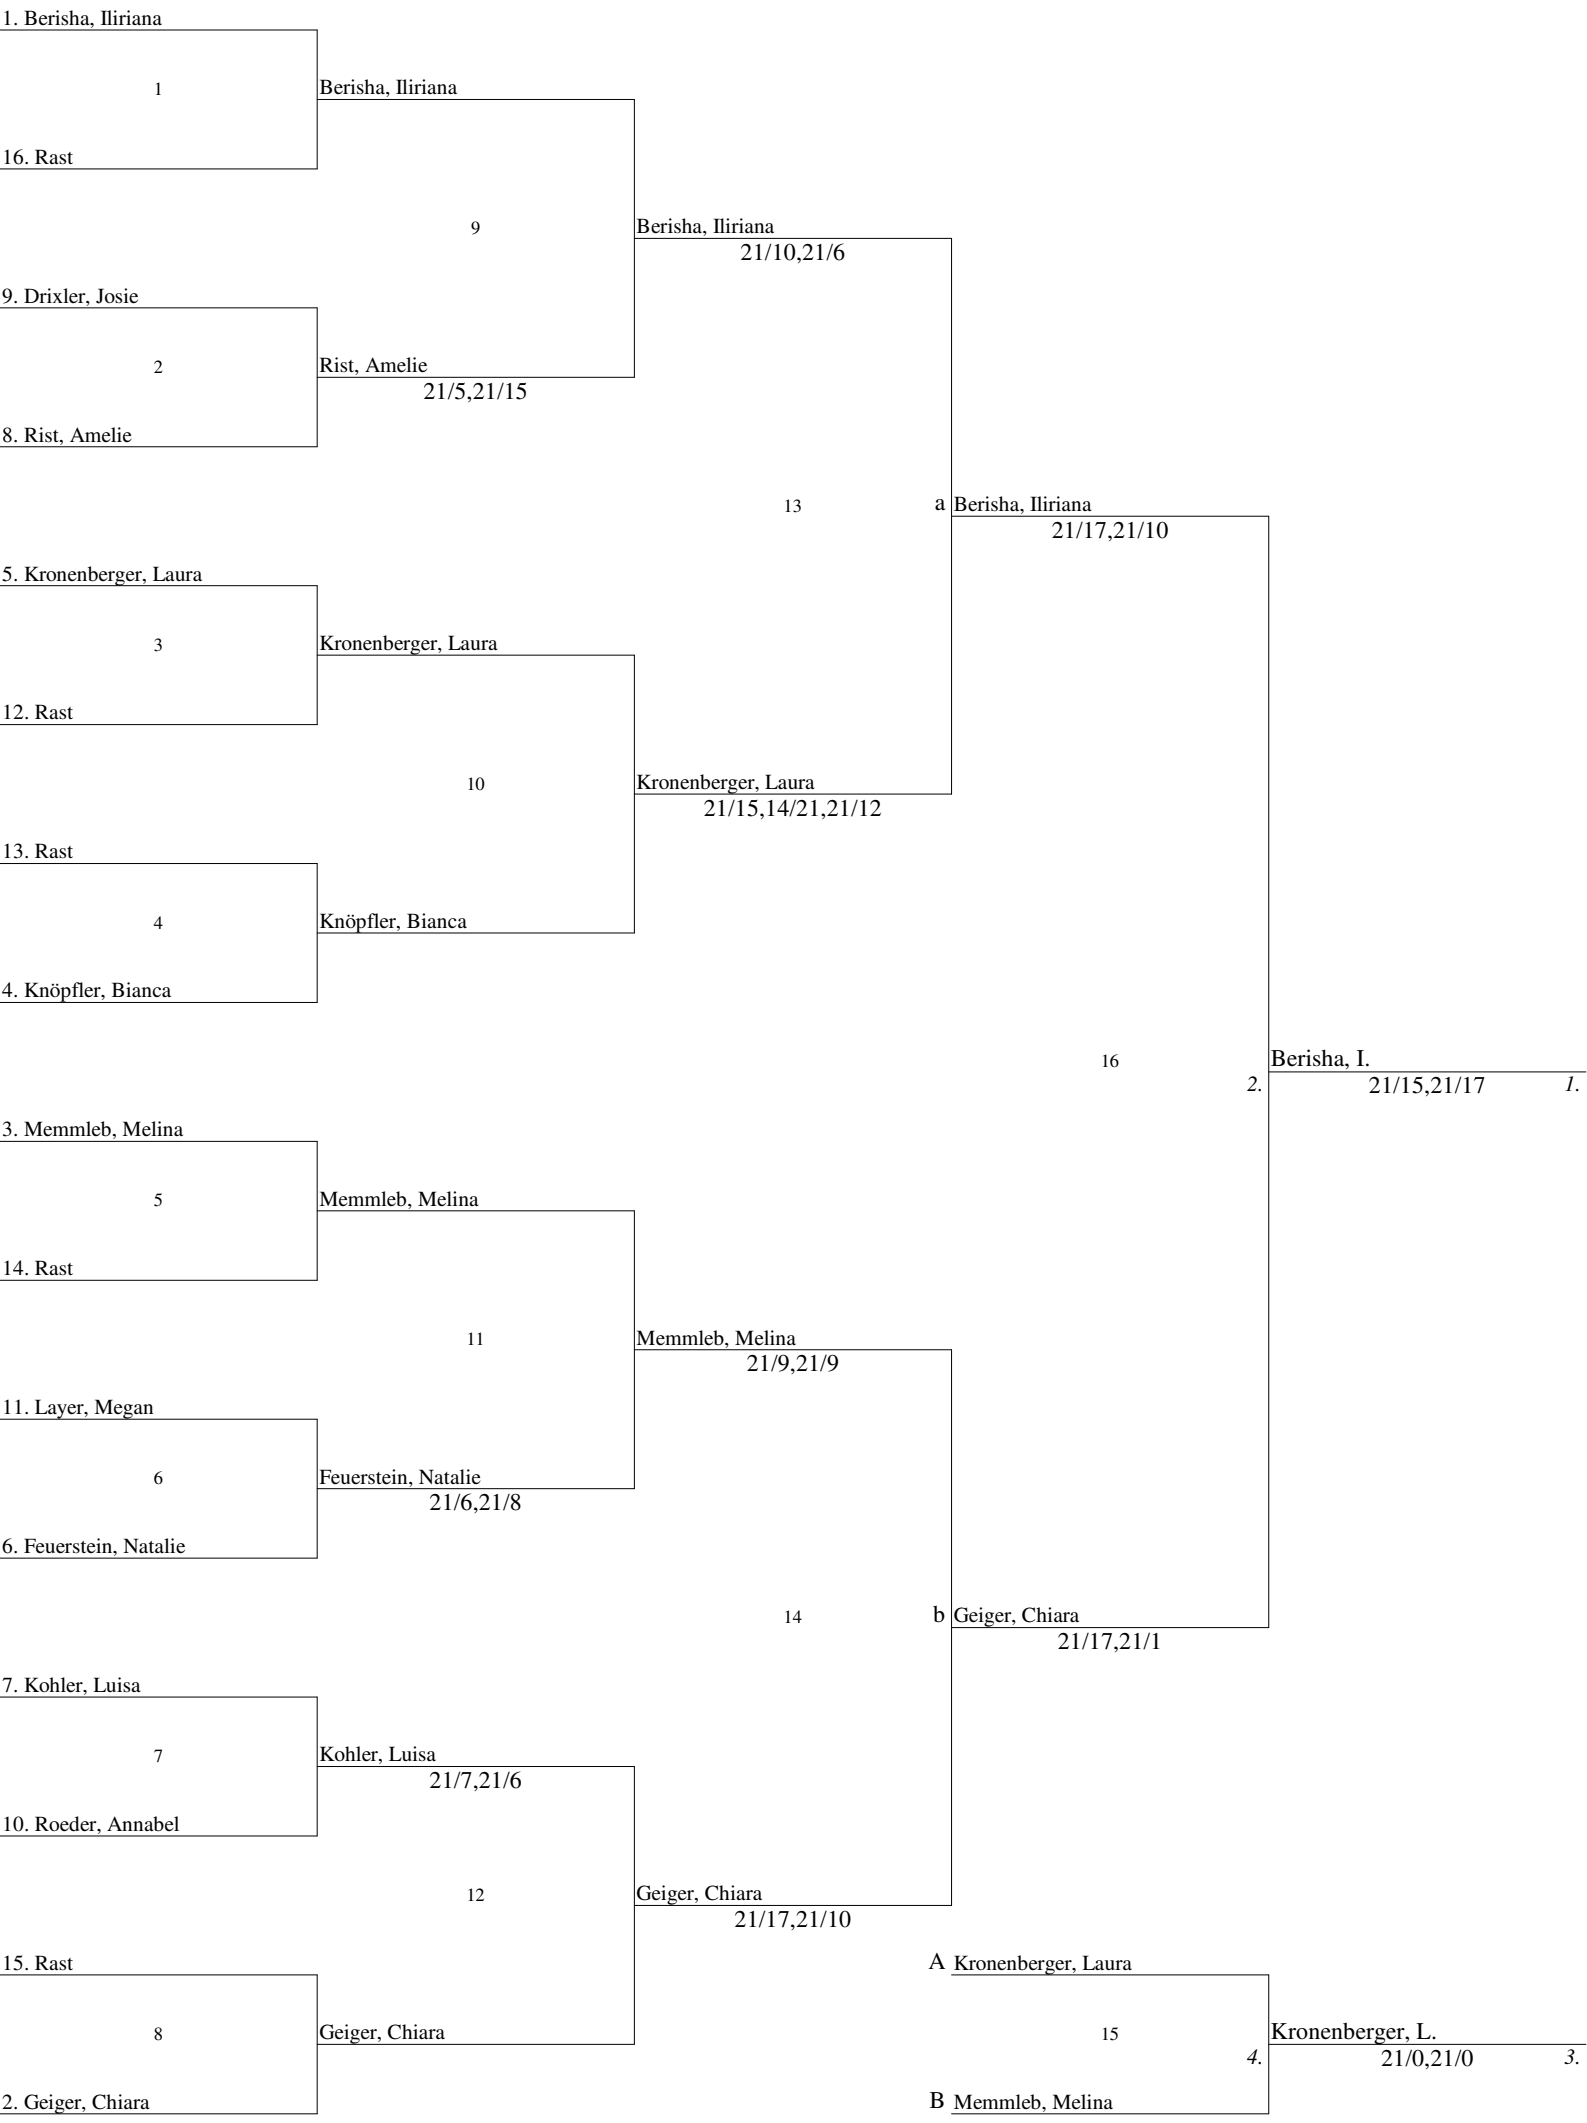 1. Berisha, Iliriana
1
Berisha, Iliriana
16. Rast
9
Berisha, Iliriana
21/10,21/6
9. Drixler, Josie
2
Rist, Amelie
21/5,21/15
8. Rist, Amelie
13
a Berisha, Iliriana
21/17,21/10
5. Kronenberger, Laura
3
Kronenberger, Laura
12. Rast
10
Kronenberger, Laura
21/15,14/21,21/12
13. Rast
4
Knöpfler, Bianca
4. Knöpfler, Bianca
16
Berisha, I.
2.
21/15,21/17
1.
3. Memmleb, Melina
5
Memmleb, Melina
14. Rast
11
Memmleb, Melina
21/9,21/9
11. Layer, Megan
6
Feuerstein, Natalie
21/6,21/8
6. Feuerstein, Natalie
14
b Geiger, Chiara
21/17,21/1
7. Kohler, Luisa
7
Kohler, Luisa
21/7,21/6
10. Roeder, Annabel
12
Geiger, Chiara
21/17,21/10
15. Rast
A Kronenberger, Laura
8
Geiger, Chiara
15
Kronenberger, L.
4.
21/0,21/0
3.
2. Geiger, Chiara
B Memmleb, Melina